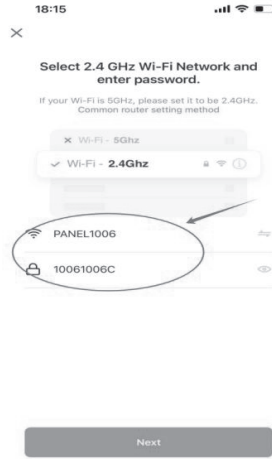 18:15
Select 2.4 GHz Wi-Fi Network and
enter password.
If your Wi-Fi is 5GHz, please set it to be 2.4GHz.
Common router setting method
Wi-Fi - 5Ghz
Wi-Fi - 2.4Ghz
PANEL1006
10061006C
Next